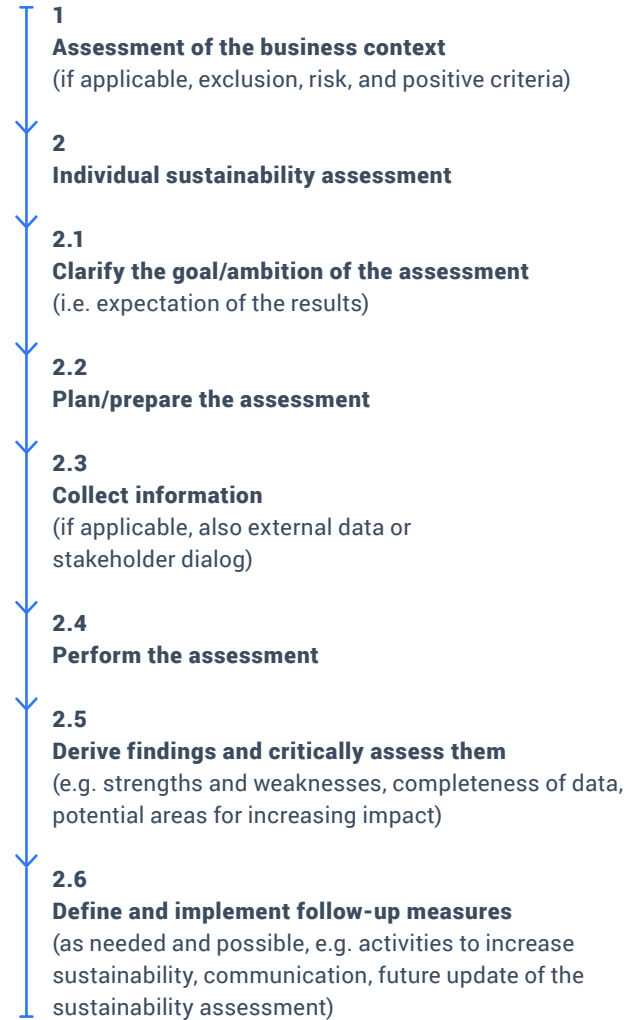 1
Assessment of the business context
(if applicable, exclusion, risk, and positive criteria)
2
Individual sustainability assessment
2.1
Clarify the goal/ambition of the assessment
(i.e. expectation of the results)
2.2
Plan/prepare the assessment
2.3
Collect information
(if applicable, also external data or
stakeholder dialog)
2.4
Perform the assessment
2.5
Derive findings and critically assess them
(e.g. strengths and weaknesses, completeness of data,
potential areas for increasing impact)
2.6
Define and implement follow-up measures
(as needed and possible, e.g. activities to increase
sustainability, communication, future update of the
sustainability assessment)